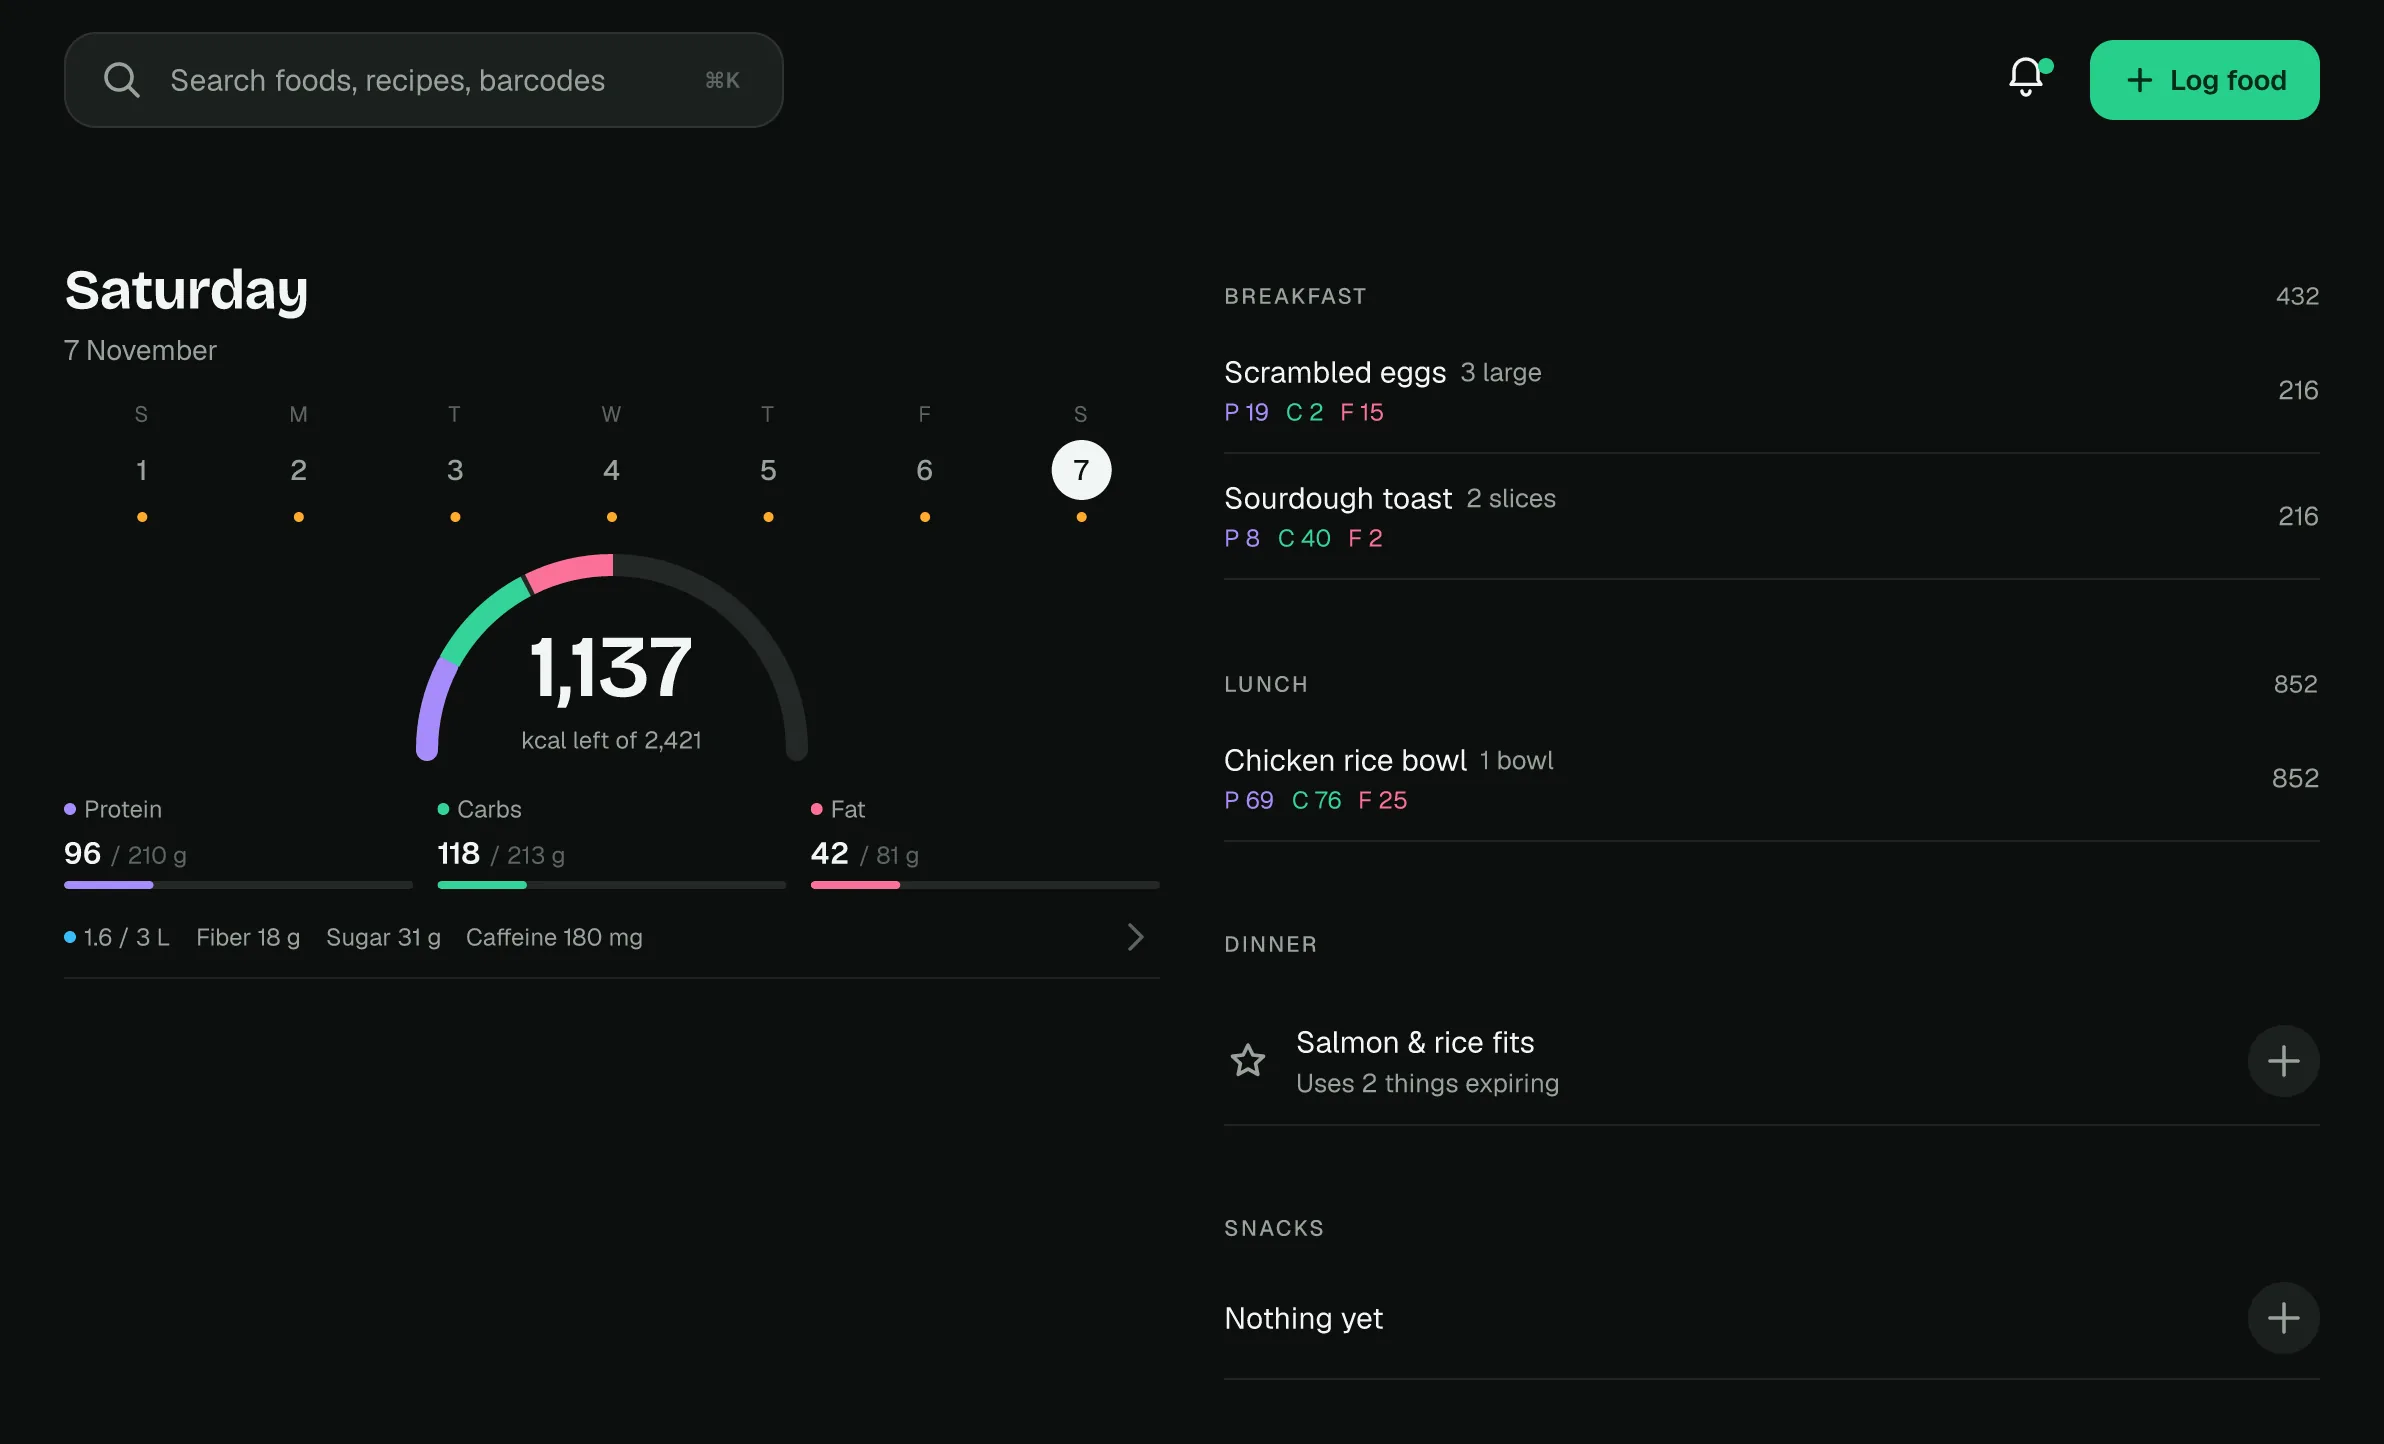 Search foods, recipes, barcodes ⌘K
+ Log food
Saturday
7 November
S M T W T F S
1 2 3 4 5 6 7
1,137
kcal left of 2,421
Protein
96 / 210 g
Carbs
118 / 213 g
Fat
42 / 81 g
1.6 / 3 L Fiber 18 g Sugar 31 g Caffeine 180 mg
BREAKFAST 432
Scrambled eggs 3 large
P 19 C 2 F 15
216
Sourdough toast 2 slices
P 8 C 40 F 2
216
LUNCH 852
Chicken rice bowl 1 bowl
P 69 C 76 F 25
852
DINNER
Salmon & rice fits
Uses 2 things expiring
SNACKS
Nothing yet